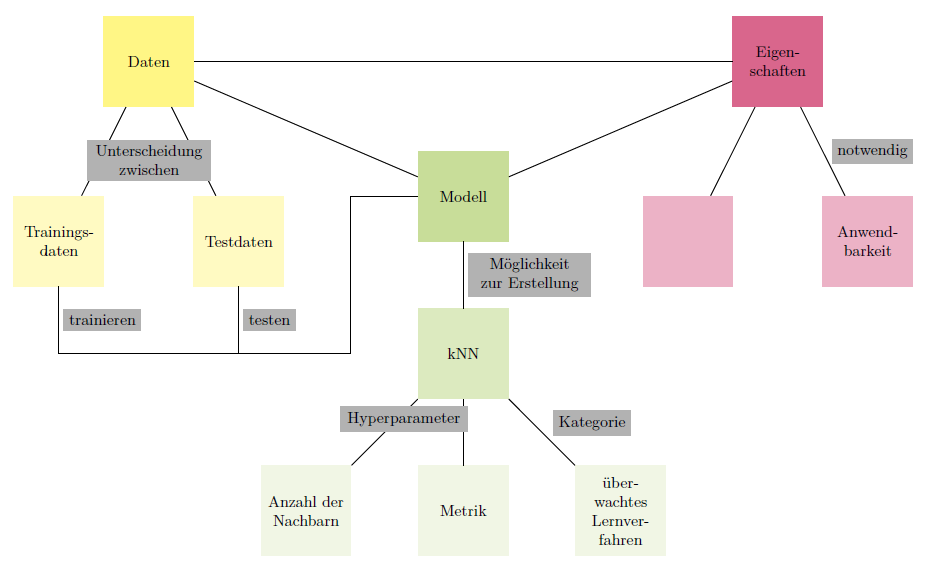 Daten
Eigen-
schaften
Unterscheidung
zwischen
notwendig
Modell
Trainings-
daten
Testdaten
Anwend-
barkeit
Möglichkeit
zur Erstellung
trainieren
testen
kNN
Hyperparameter
Kategorie
Anzahl der
Nachbarn
Metrik
über-
wachtes
Lernver-
fahren